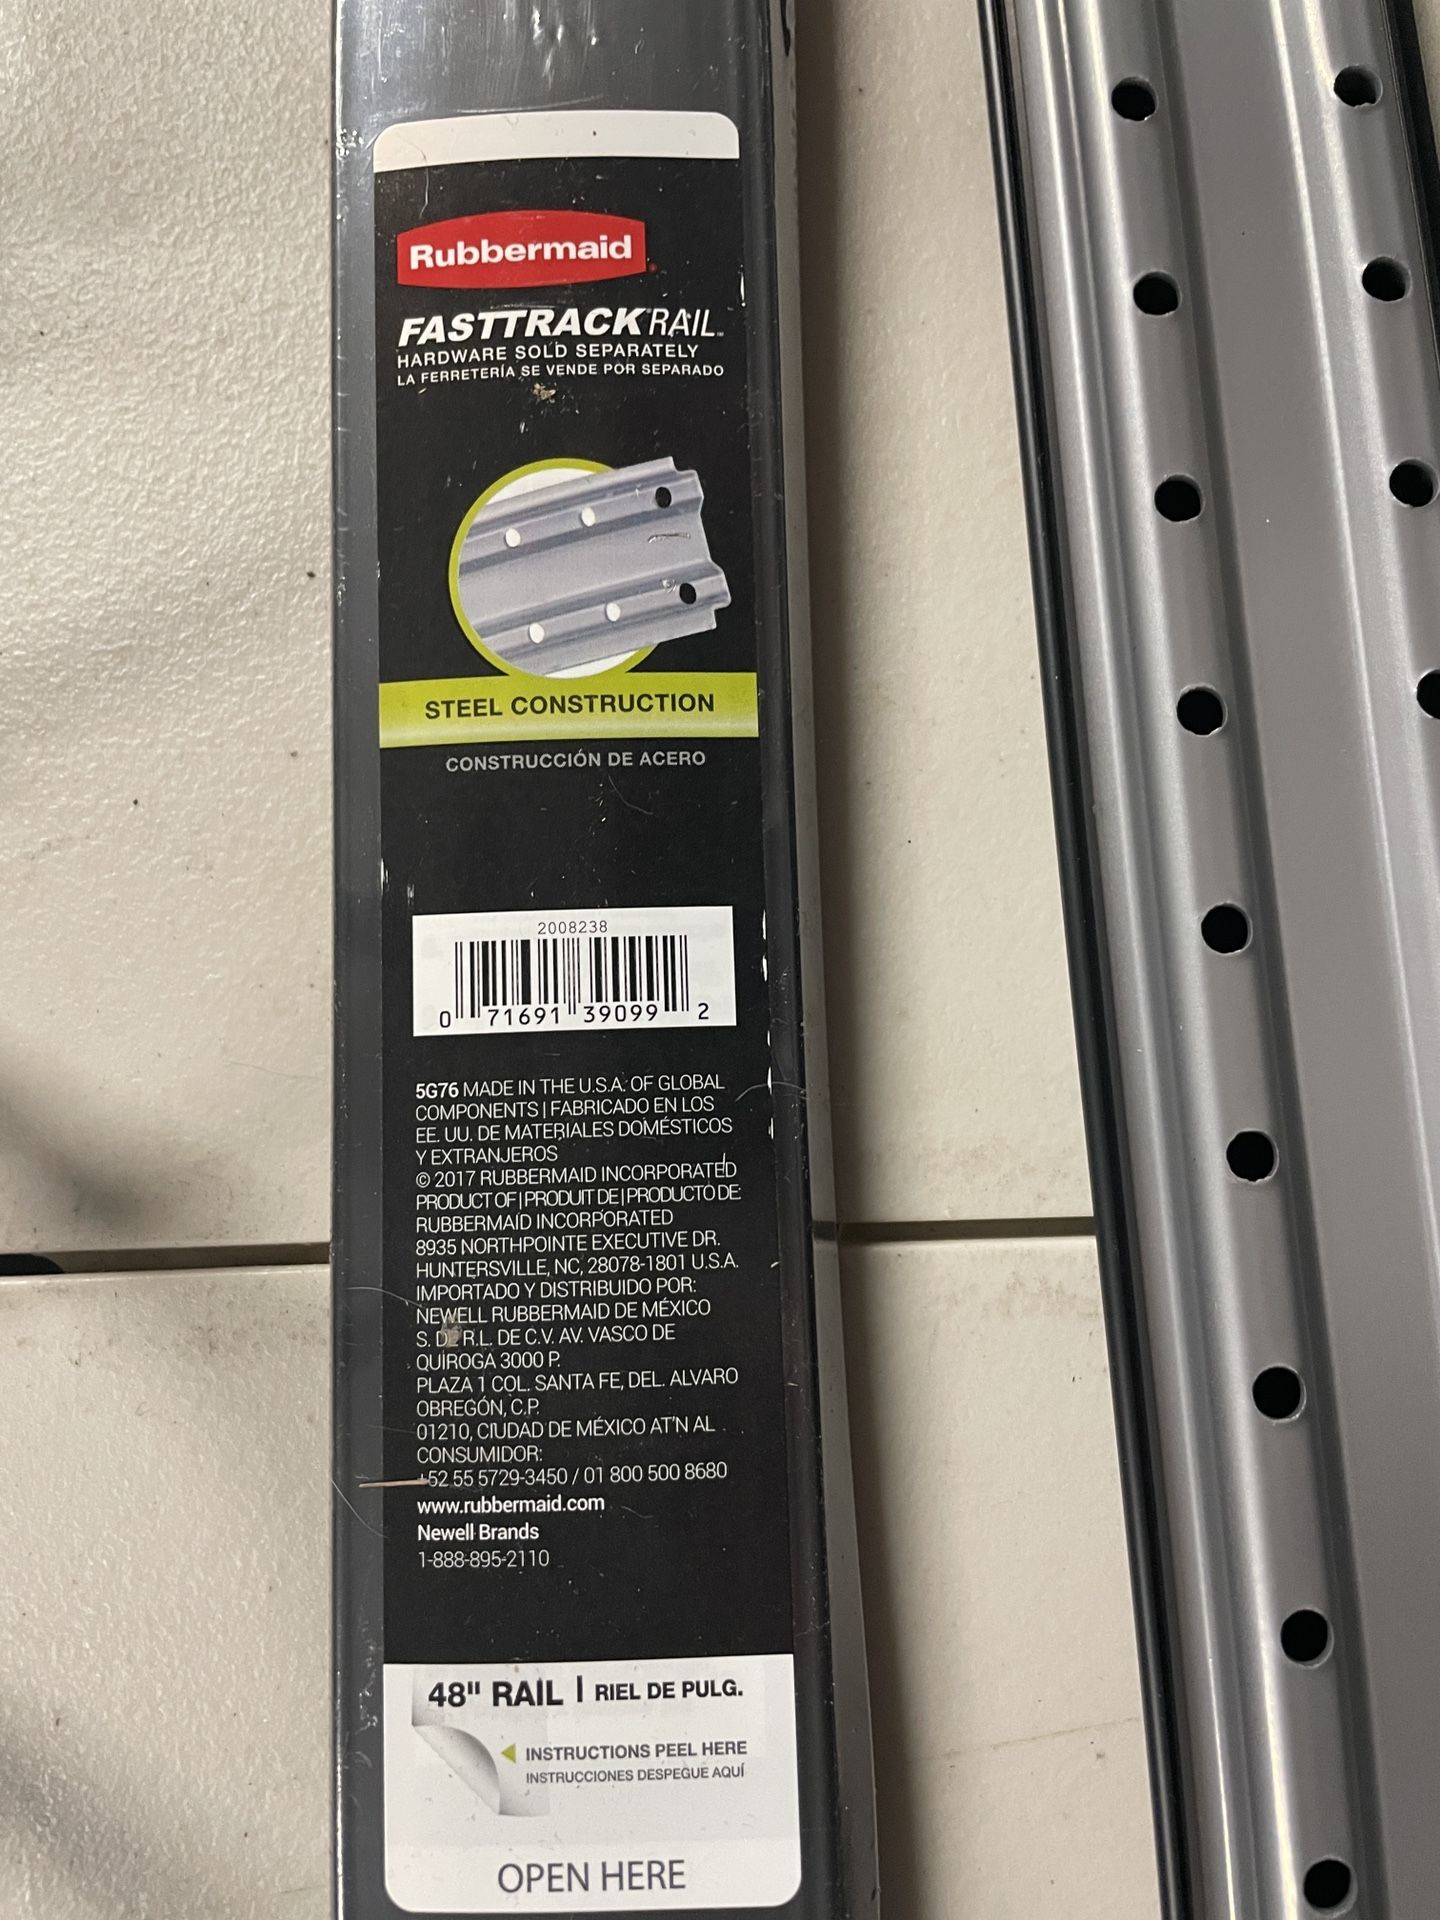 Rubbermaid
FASTTRACK RAIL™
HARDWARE SOLD SEPARATELY
LA FERRETERÍA SE VENDE POR SEPARADO
STEEL CONSTRUCTION
CONSTRUCCIÓN DE ACERO
2008238
0 71691 39099 2
5G76 MADE IN THE U.S.A. OF GLOBAL
COMPONENTS | FABRICADO EN LOS
EE. UU. DE MATERIALES DOMÉSTICOS
Y EXTRANJEROS
© 2017 RUBBERMAID INCORPORATED
PRODUCT OF | PRODUIT DE | PRODUCTO DE:
RUBBERMAID INCORPORATED
8935 NORTHPOINTE EXECUTIVE DR.
HUNTERSVILLE, NC, 28078-1801 U.S.A.
IMPORTADO Y DISTRIBUIDO POR:
NEWELL RUBBERMAID DE MÉXICO
S. DE R.L. DE C.V. AV. VASCO DE
QUIROGA 3000 P.
PLAZA 1 COL. SANTA FE, DEL. ALVARO
OBREGÓN, C.P.
01210, CIUDAD DE MÉXICO AT'N AL
CONSUMIDOR:
+52 55 5729-3450 / 01 800 500 8680
www.rubbermaid.com
Newell Brands
1-888-895-2110
48" RAIL | RIEL DE PULG.
INSTRUCTIONS PEEL HERE
INSTRUCCIONES DESPEGUE AQUÍ
OPEN HERE